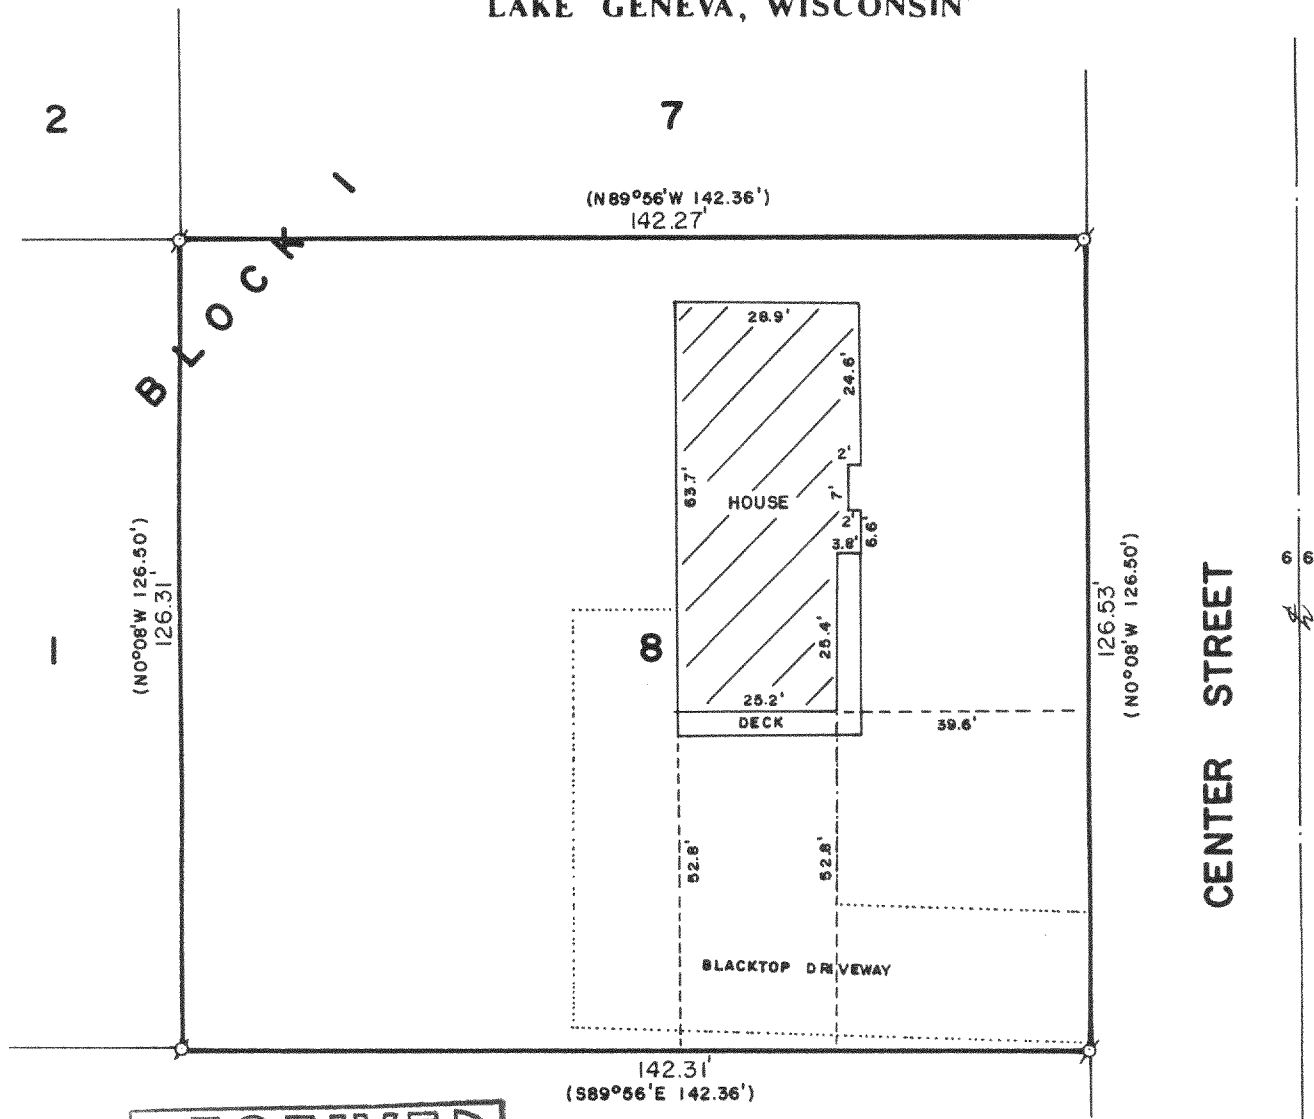 LAKE GENEVA, WISCONSIN
2
7
BLOCK 1
(N89°56'W 142.36')
142.27'
28.9'
24.6'
2'
63.7'
HOUSE
7'
2'
3.8'
6.6'
(N0°08'W 126.50')
126.31'
1
8
25.4'
25.2'
DECK
39.6'
126.53'
(N0°08'W 126.50')
CENTER STREET
66
52.8'
52.8'
BLACKTOP DRIVEWAY
142.31'
(S89°56'E 142.36')